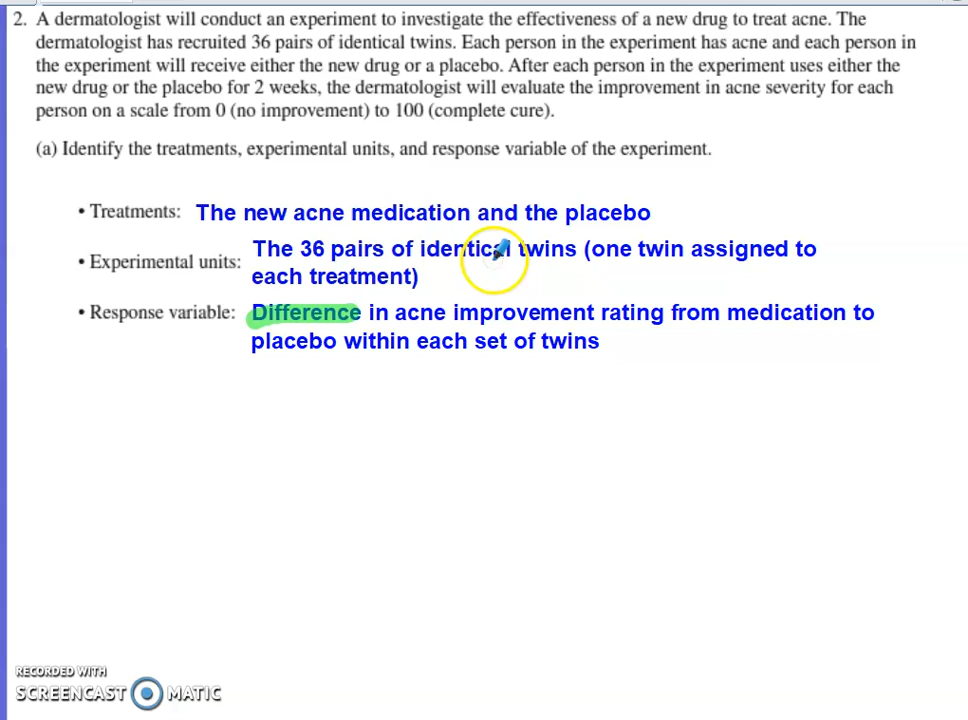 2. A dermatologist will conduct an experiment to investigate the effectiveness of a new drug to treat acne. The
dermatologist has recruited 36 pairs of identical twins. Each person in the experiment has acne and each person in
the experiment will receive either the new drug or a placebo. After each person in the experiment uses either the
new drug or the placebo for 2 weeks, the dermatologist will evaluate the improvement in acne severity for each
person on a scale from 0 (no improvement) to 100 (complete cure).
(a) Identify the treatments, experimental units, and response variable of the experiment.
• Treatments: The new acne medication and the placebo
• Experimental units: The 36 pairs of identical twins (one twin assigned to
each treatment)
• Response variable: Difference in acne improvement rating from medication to
placebo within each set of twins
RECORDED WITH
SCREENCAST MATIC